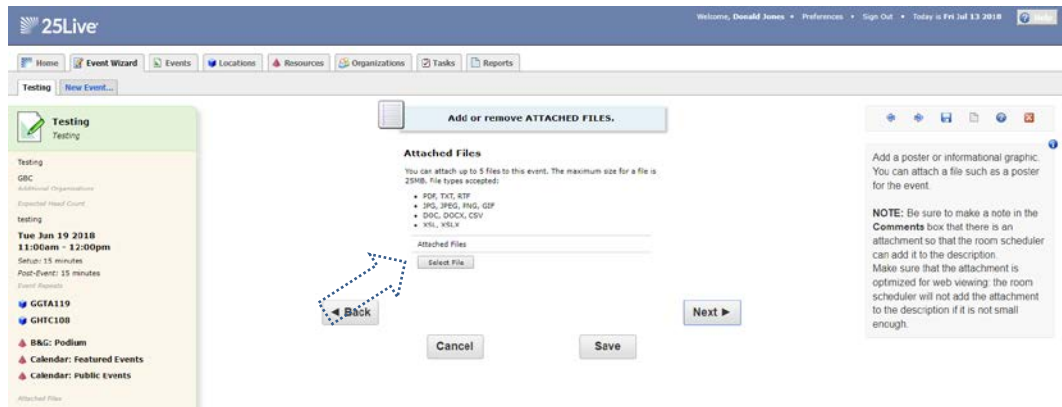 25Live
Welcome, Donald Jones • Preferences • Sign Out • Today is Fri Jul 13 2018 Help
Home Event Wizard Events Locations Resources Organizations Tasks Reports
Testing New Event...
Testing
Testing
Testing
GBC
Additional Organizations
Expected Head Count
testing
Tue Jun 19 2018
11:00am - 12:00pm
Setup: 15 minutes
Post-Event: 15 minutes
Event Repeats
GGTA119
GHTC108
B&G: Podium
Calendar: Featured Events
Calendar: Public Events
Attached Files
Add or remove ATTACHED FILES.
Attached Files
You can attach up to 5 files to this event. The maximum size for a file is
25MB. File types accepted:
• PDF, TXT, RTF
• JPG, JPEG, PNG, GIF
• DOC, DOCX, CSV
• XSL, XSLX
Attached Files
Select File
Back
Next
Cancel
Save
Add a poster or informational graphic.
You can attach a file such as a poster
for the event.
NOTE: Be sure to make a note in the
Comments box that there is an
attachment so that the room scheduler
can add it to the description.
Make sure that the attachment is
optimized for web viewing: the room
scheduler will not add the attachment
to the description if it is not small
enough.